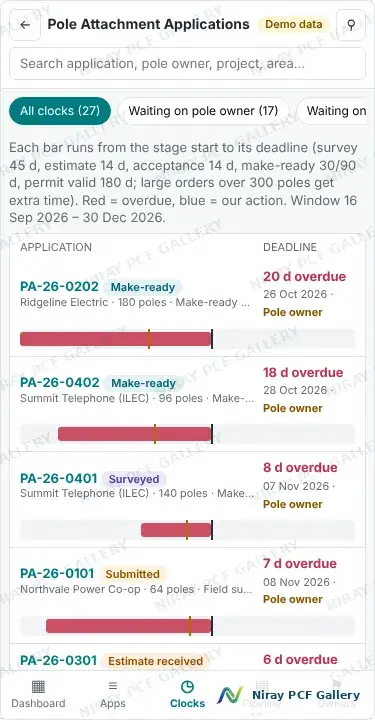 ← Pole Attachment Applications Demo data
Search application, pole owner, project, area…
All clocks (27) Waiting on pole owner (17) Waiting on
Each bar runs from the stage start to its deadline (survey
45 d, estimate 14 d, acceptance 14 d, make-ready 30/90
d, permit valid 180 d; large orders over 300 poles get
extra time). Red = overdue, blue = our action. Window 16
Sep 2026 – 30 Dec 2026.
APPLICATION DEADLINE
PA-26-0202 Make-ready 20 d overdue
Ridgeline Electric · 180 poles · Make-ready ... 26 Oct 2026 ·
Pole owner
PA-26-0402 Make-ready 18 d overdue
Summit Telephone (ILEC) · 96 poles · Make-... 28 Oct 2026 ·
Pole owner
PA-26-0401 Surveyed 8 d overdue
Summit Telephone (ILEC) · 140 poles · Make... 07 Nov 2026 ·
Pole owner
PA-26-0101 Submitted 7 d overdue
Northvale Power Co-op · 64 poles · Field su... 08 Nov 2026 ·
Pole owner
PA-26-0301 Estimate received 6 d overdue
Dashboard Apps Clocks Pipeline Owners
Niray PCF Gallery
NIRAY PCF GALLERY